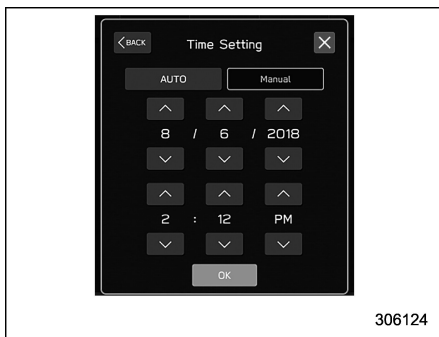 BACK Time Setting X
AUTO Manual
8 / 6 / 2018
2 : 12 PM
OK
306124